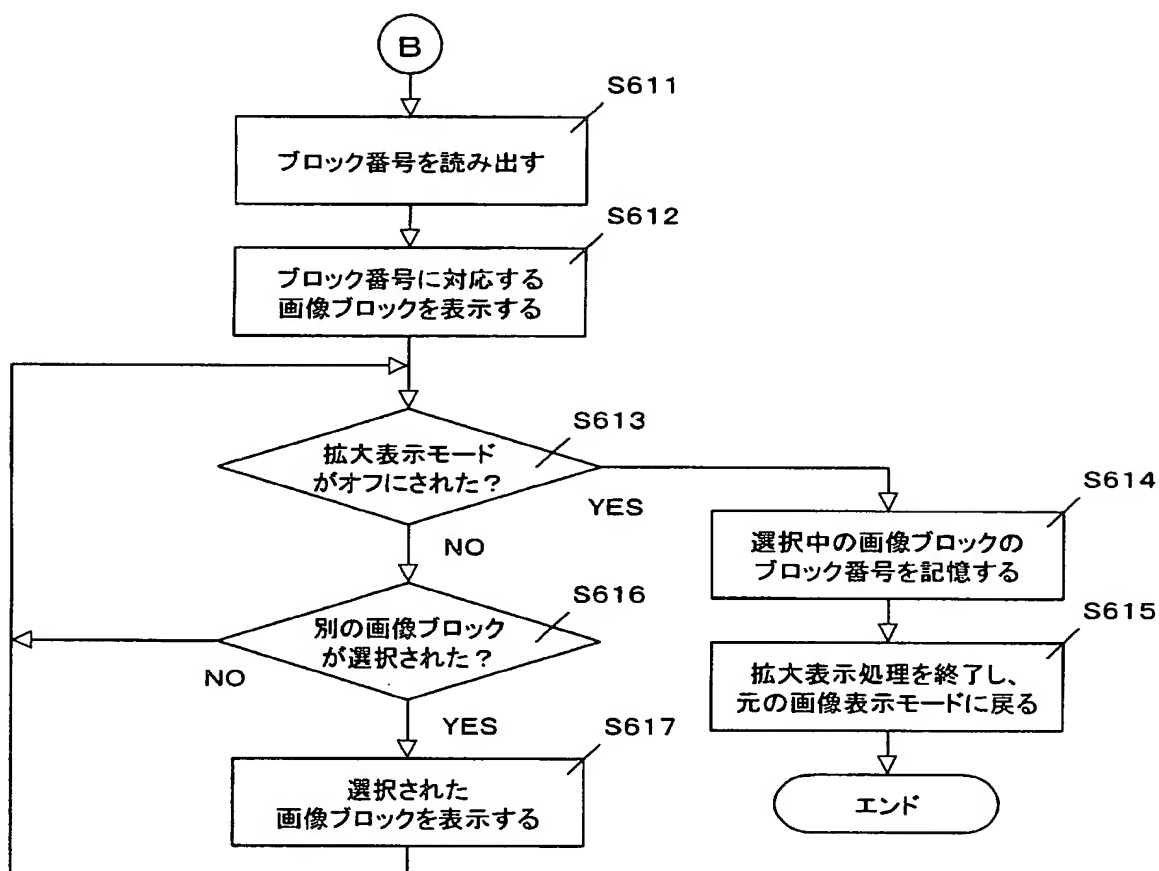 B
S611
ブロック番号を読み出す
S612
ブロック番号に対応する
画像ブロックを表示する
S613
拡大表示モード
がオフにされた？
YES
NO
S614
選択中の画像ブロックの
ブロック番号を記憶する
S616
別の画像ブロック
が選択された？
NO
YES
S615
拡大表示処理を終了し、
元の画像表示モードに戻る
S617
選択された
画像ブロックを表示する
エンド